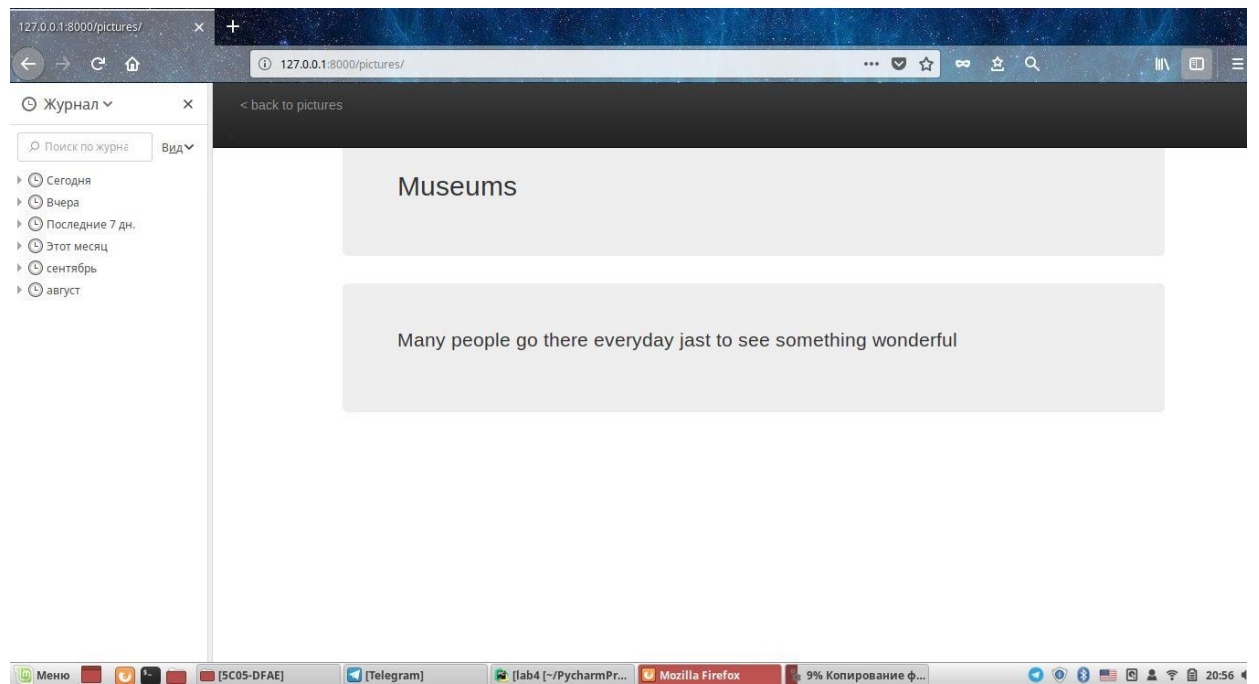 127.0.0.1:8000/pictures/
127.0.0.1:8000/pictures/
Журнал
< back to pictures
Поиск по журна
Вид
Сегодня
Вчера
Последние 7 дн.
Этот месяц
сентябрь
август
Museums
Many people go there everyday jast to see something wonderful
Меню
[5C05-DFAE]
[Telegram]
[lab4 [~/PycharmPr...
Mozilla Firefox
9% Копирование ф...
20:56